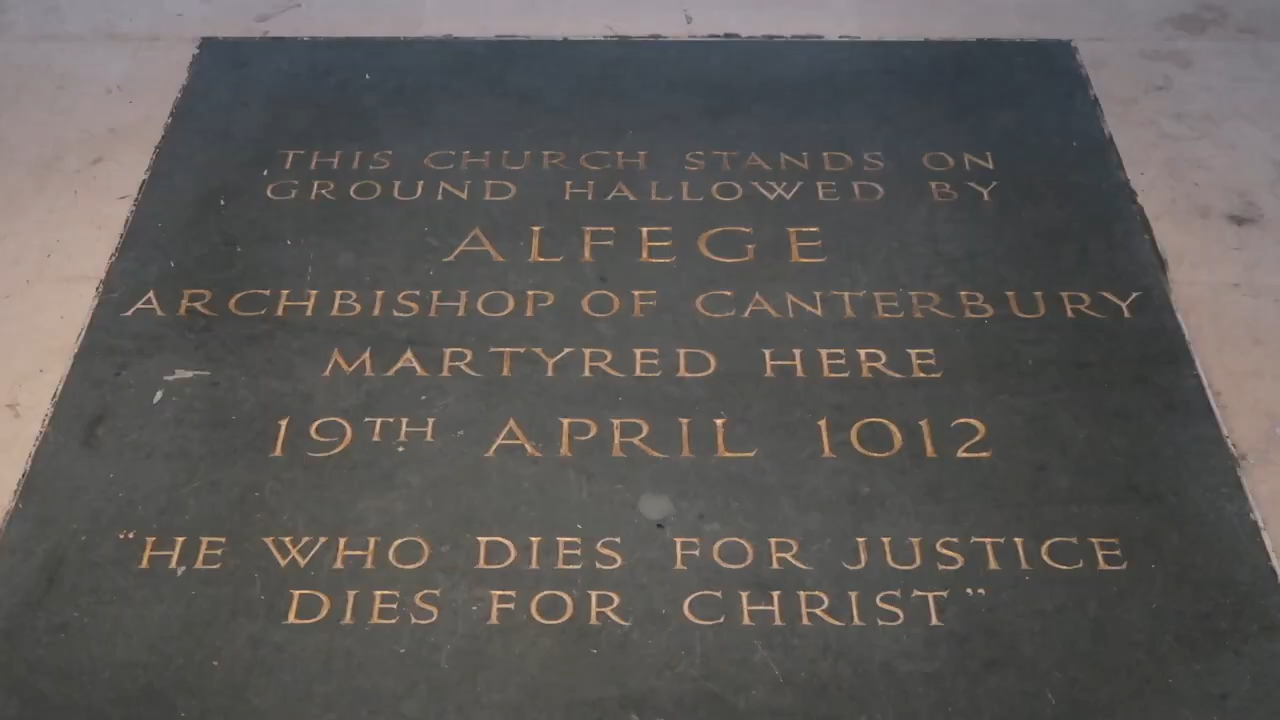 THIS CHURCH STANDS ON
GROUND HALLOWED BY
ALFEGE
ARCHBISHOP OF CANTERBURY
MARTYRED HERE
19TH APRIL 1012
“HE WHO DIES FOR JUSTICE
DIES FOR CHRIST”